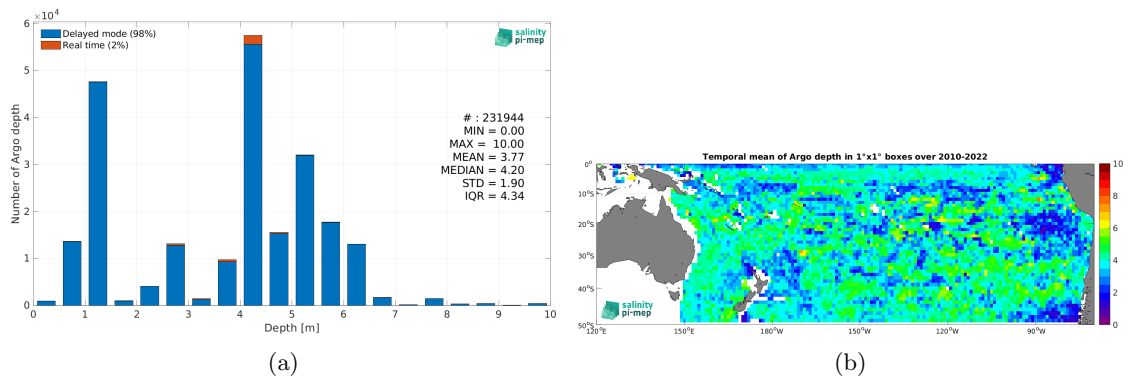 ×10⁴
6
5
4
3
2
1
0
Number of Argo depth
Delayed mode (98%)
Real time (2%)
salinity
pi-mep
# : 231944
MIN = 0.00
MAX = 10.00
MEAN = 3.77
MEDIAN = 4.20
STD = 1.90
IQR = 4.34
0 1 2 3 4 5 6 7 8 9 10
Depth [m]
(a)
Temporal mean of Argo depth in 1°x1° boxes over 2010-2022
0°
10°S
20°S
30°S
40°S
50°S
120°E 150°E 180°W 150°W 120°W 90°W
salinity
pi-mep
10
8
6
4
2
0
(b)